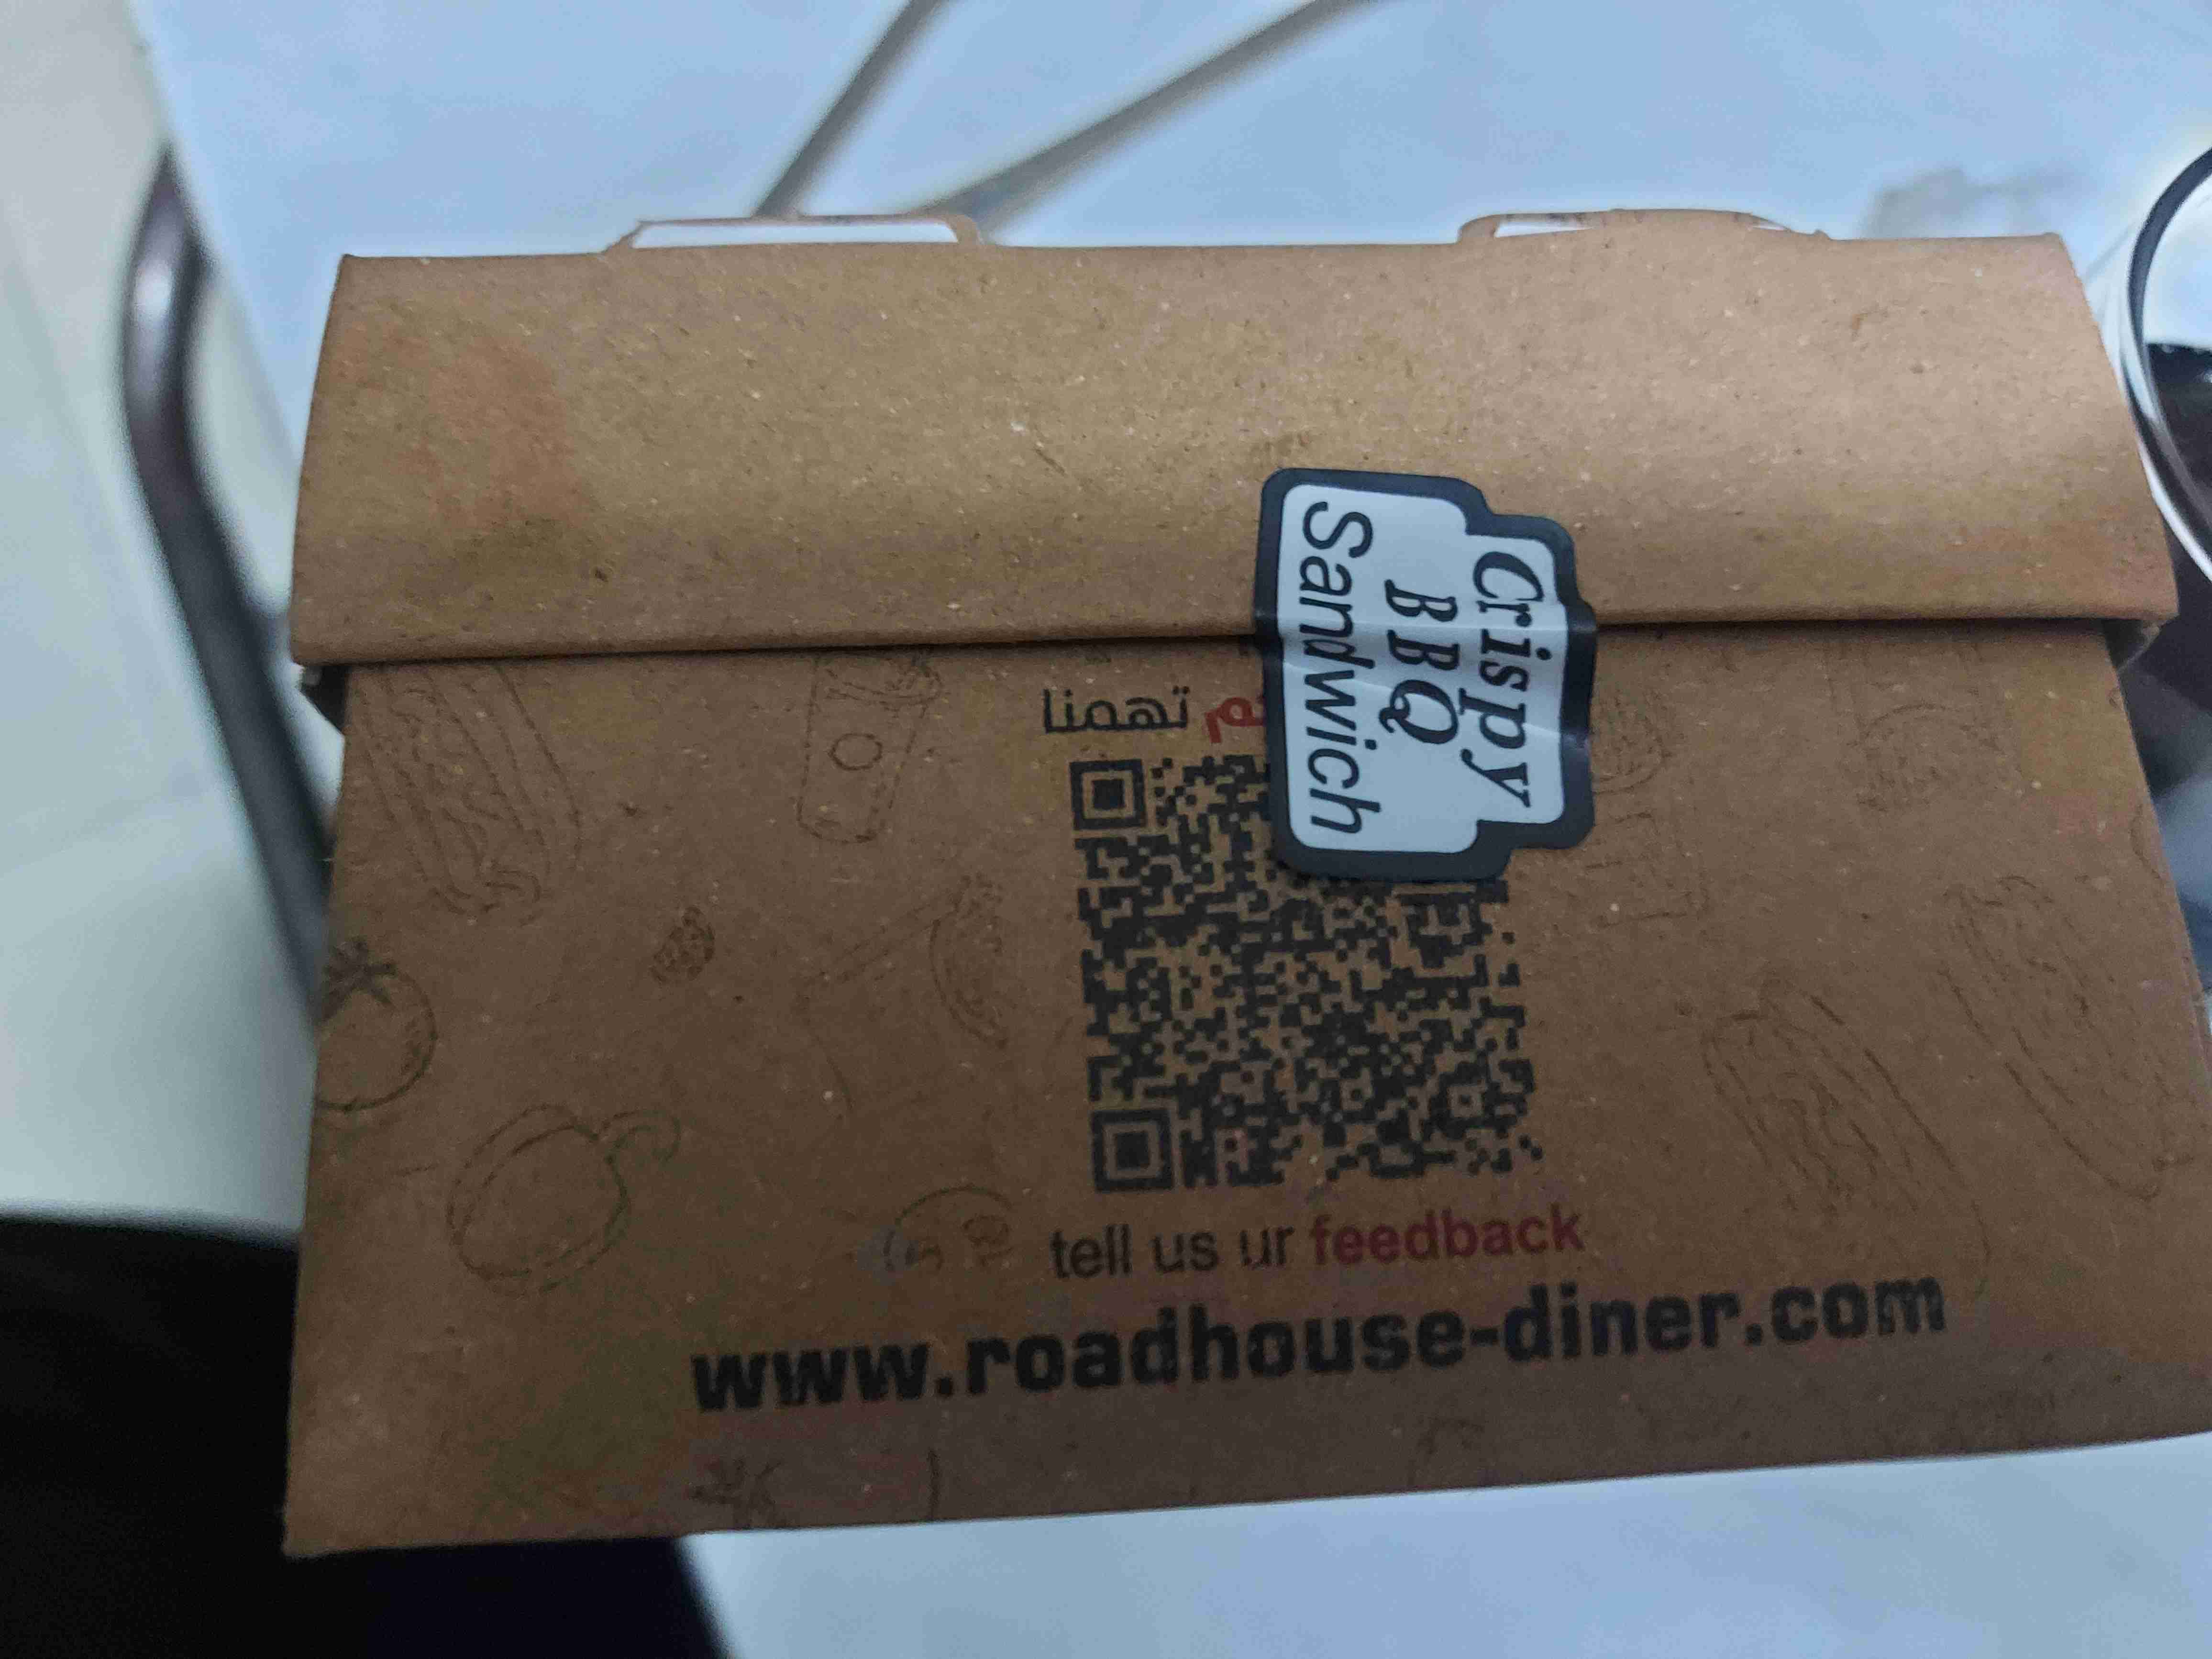 Crispy
BBQ
Sandwich
تهمنا
tell us ur feedback
www.roadhouse-diner.com